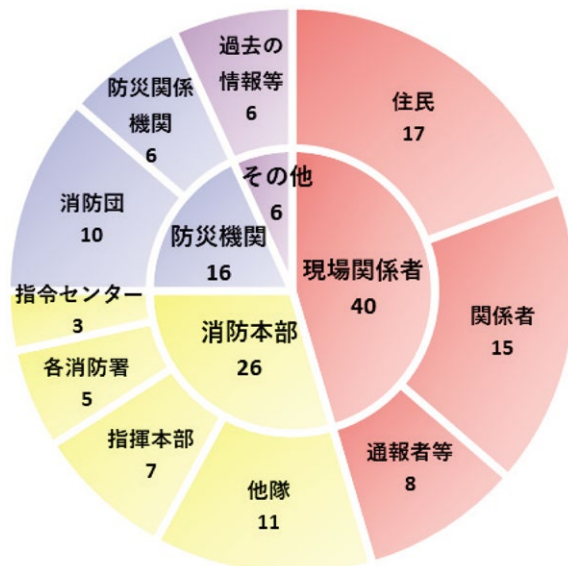 過去の
情報等
6
住民
17
防災関係
機関
6
その他
6
消防団
10
防災機関
16
現場関係者
40
指令センター
3
消防本部
26
関係者
15
各消防署
5
指揮本部
7
他隊
11
通報者等
8